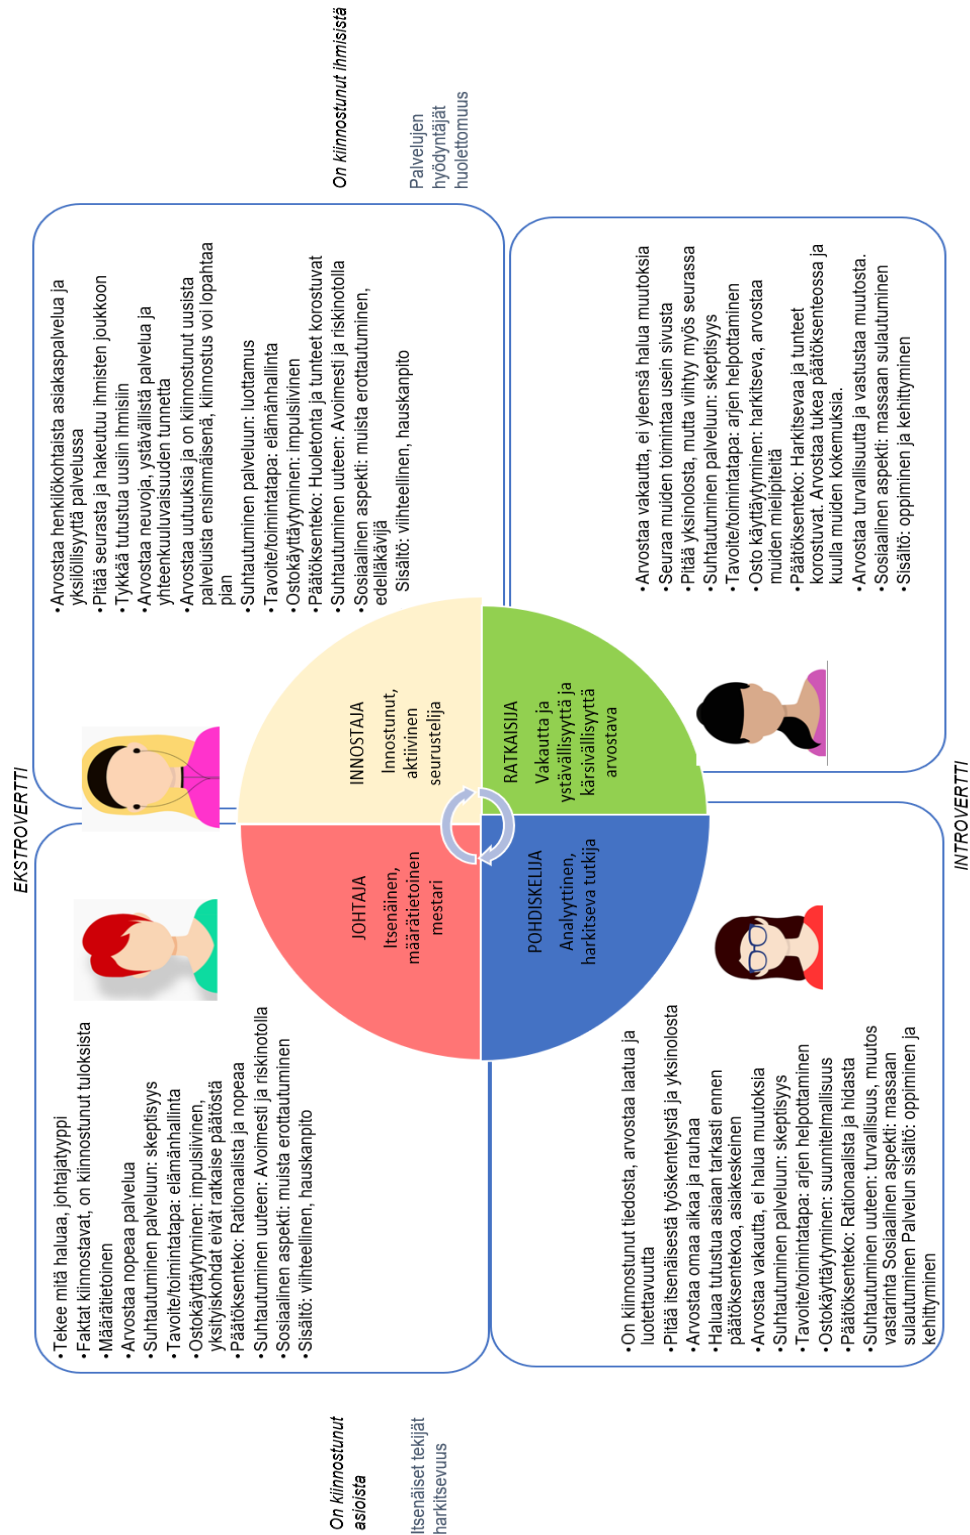 EKSTROVERTTI
•Tekee mitä haluaa, johtajatyyppi
•Faktat kiinnostavat, on kiinnostunut tuloksista
•Määrätietoinen
•Arvostaa nopeaa palvelua
•Suhtautuminen palveluun: skeptisyys
•Tavoite/toimintatapa: elämänhallinta
•Ostokäyttäytyminen: impulsiivinen,
yksityiskohdat eivät ratkaise päätöstä
•Päätöksenteko: Rationaalista ja nopeaa
•Suhtautuminen uuteen: Avoimesti ja riskinotolla
•Sosiaalinen aspekti: muista erottautuminen
•Sisältö: viihteellinen, hauskanpito
•Arvostaa henkilökohtaista asiakaspalvelua ja
yksilöllisyyttä palvelussa
•Pitää seurasta ja hakeutuu ihmisten joukkoon
•Tykkää tutustua uusiin ihmisiin
•Arvostaa neuvoja, ystävällistä palvelua ja
yhteenkuuluvaisuuden tunnetta
•Arvostaa uutuuksia ja on kiinnostunut uusista
palveluista ensimmäisenä, kiinnostus voi lopahtaa
pian
•Suhtautuminen palveluun: luottamus
•Tavoite/toimintatapa: elämänhallinta
•Ostokäyttäytyminen: impulsiivinen
•Päätöksenteko: Huoletonta ja tunteet korostuvat
•Suhtautuminen uuteen: Avoimesti ja riskinotolla
•Sosiaalinen aspekti: muista erottautuminen,
edelläkävijä
Sisältö: viihteellinen, hauskanpito
On kiinnostunut
asioista
Itsenäiset tekijät
harkitsevuus
JOHTAJA
Itsenäinen,
määrätietoinen
mestari
INNOSTAJA
Innostunut,
aktiivinen
seurustelija
On kiinnostunut ihmisistä
Palvelujen
hyödyntäjät
huolettomuus
POHDISKELIJA
Analyyttinen,
harkitseva tutkija
RATKAISIJA
Vakautta ja
ystävällisyyttä ja
kärsivällisyyttä
arvostava
•On kiinnostunut tiedosta, arvostaa laatua ja
luotettavuutta
•Pitää itsenäisestä työskentelystä ja yksinolosta
•Arvostaa omaa aikaa ja rauhaa
•Haluaa tutustua asiaan tarkasti ennen
päätöksentekoa, asiakeskeinen
•Arvostaa vakautta, ei halua muutoksia
•Suhtautuminen palveluun: skeptisyys
•Tavoite/toimintatapa: arjen helpottaminen
•Ostokäyttäytyminen: suunnitelmallisuus
•Päätöksenteko: Rationaalista ja hidasta
•Suhtautuminen uuteen: turvallisuus, muutos
vastarinta Sosiaalinen aspekti: massaan
sulautuminen Palvelun sisältö: oppiminen ja
kehittyminen
•Arvostaa vakautta, ei yleensä halua muutoksia
•Seuraa muiden toimintaa usein sivusta
•Pitää yksinolosta, mutta viihtyy myös seurassa
•Suhtautuminen palveluun: skeptisyys
•Tavoite/toimintatapa: arjen helpottaminen
•Osto käyttäytyminen: harkitseva, arvostaa
muiden mielipiteitä
•Päätöksenteko: Harkitsevaa ja tunteet
korostuvat. Arvostaa tukea päätöksenteossa ja
kuulla muiden kokemuksia.
•Arvostaa turvallisuutta ja vastustaa muutosta.
•Sosiaalinen aspekti: massaan sulautuminen
•Sisältö: oppiminen ja kehittyminen
INTROVERTTI